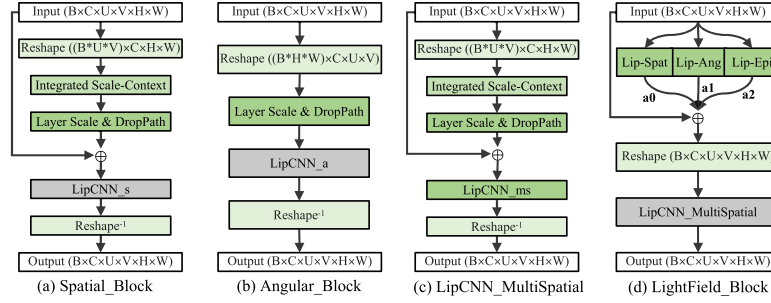 Input (B×C×U×V×H×W)
Reshape ((B*U*V)×C×H×W)
Integrated Scale-Context
Layer Scale & DropPath
⊕
LipCNN_s
Reshape-1
Output (B×C×U×V×H×W)
(a) Spatial_Block
Input (B×C×U×V×H×W)
Reshape ((B*H*W)×C×U×V)
Layer Scale & DropPath
LipCNN_a
Reshape-1
Output (B×C×U×V×H×W)
(b) Angular_Block
Input (B×C×U×V×H×W)
Reshape ((B*U*V)×C×H×W)
Integrated Scale-Context
Layer Scale & DropPath
⊕
LipCNN_ms
Reshape-1
Output (B×C×U×V×H×W)
(c) LipCNN_MultiSpatial
Input (B×C×U×V×H×W)
Lip-Spat Lip-Ang Lip-Epi
a0 a1 a2
⊕
Reshape (B×C×U×V×H×W)
LipCNN_MultiSpatial
Output (B×C×U×V×H×W)
(d) LightField_Block